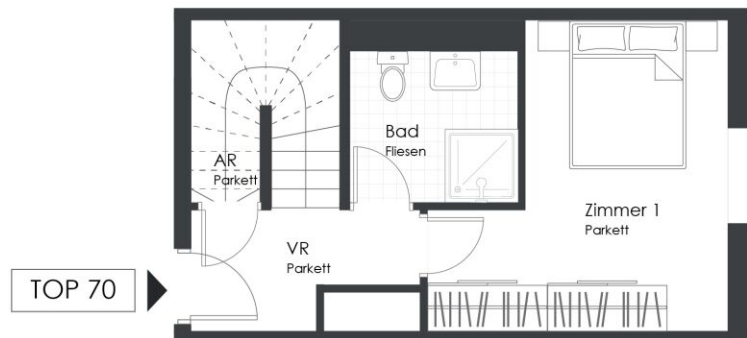 Bad
Fliesen
AR
Parkett
Zimmer 1
Parkett
VR
Parkett
TOP 70